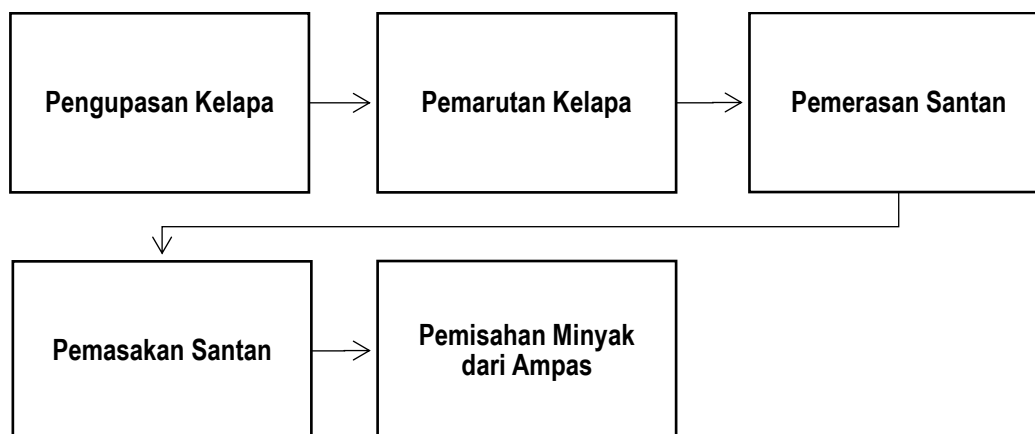 Pengupasan Kelapa
Pemarutan Kelapa
Pemerasan Santan
Pemasakan Santan
Pemisahan Minyak
dari Ampas